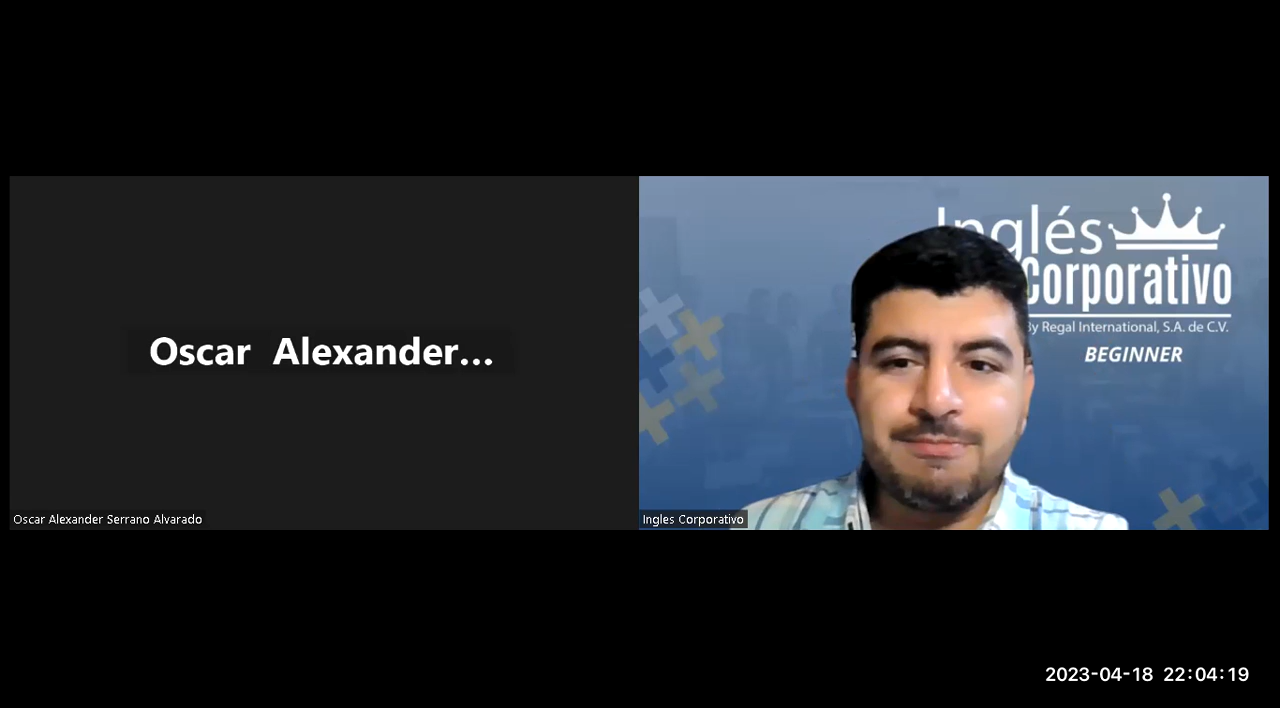 Oscar  Alexander...
Oscar Alexander Serrano Alvarado
Inglés
Corporativo
By Regal International, S.A. de C.V.
BEGINNER
Ingles Corporativo
2023-04-18 22:04:19